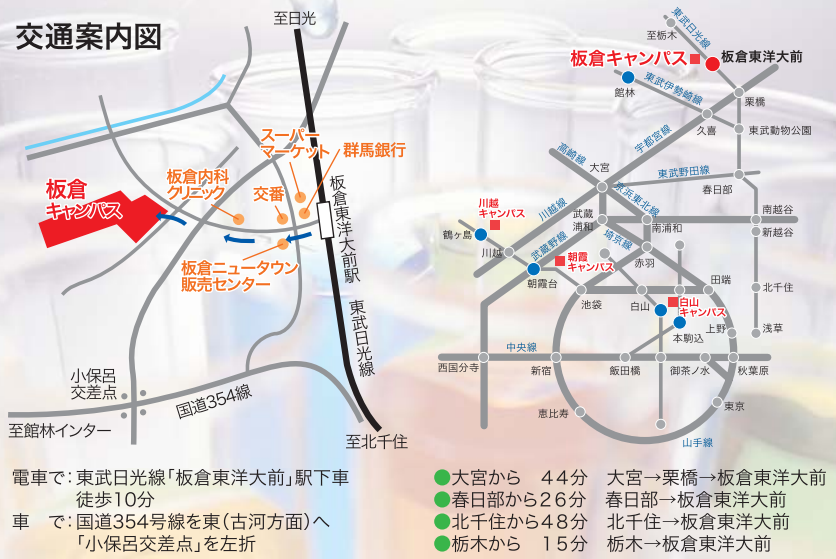 交通案内図
至日光
スーパー
マーケット
群馬銀行
板倉内科
クリニック
交番
板倉
キャンパス
板倉東洋大前駅
板倉ニュータウン
販売センター
東武日光線
小保呂
交差点
国道354線
至館林インター
至北千住
東武日光線
至栃木
板倉キャンパス
板倉東洋大前
館林
東武伊勢崎線
栗橋
久喜
東武動物公園
宇都宮線
高崎線
大宮
東武野田線
春日部
京浜東北線
川越
キャンパス
川越線
武蔵
浦和
南浦和
南越谷
新越谷
鶴ヶ島
川越
武蔵野線
埼京線
朝霞
キャンパス
赤羽
朝霞台
池袋
白山
白山
キャンパス
田端
北千住
本駒込
上野
浅草
中央線
西国分寺
新宿
飯田橋
御茶ノ水
秋葉原
恵比寿
東京
山手線
電車で：東武日光線「板倉東洋大前」駅下車
徒歩10分
車　で：国道354号線を東（古河方面）へ
「小保呂交差点」を左折
●大宮から　44分　大宮→栗橋→板倉東洋大前
●春日部から26分　春日部→板倉東洋大前
●北千住から48分　北千住→板倉東洋大前
●栃木から　15分　栃木→板倉東洋大前